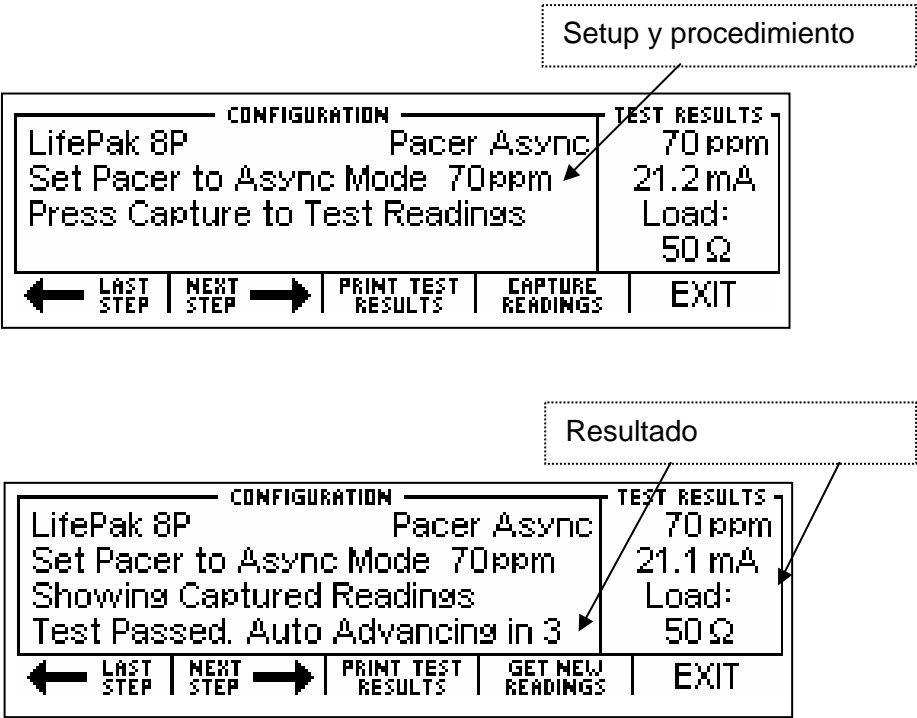 Setup y procedimiento
CONFIGURATION TEST RESULTS
LifePak 8P Pacer Async 70 ppm
Set Pacer to Async Mode 70ppm 21.2 mA
Press Capture to Test Readings Load:
50 Ω
LAST STEP NEXT STEP PRINT TEST RESULTS CAPTURE READINGS EXIT
Resultado
CONFIGURATION TEST RESULTS
LifePak 8P Pacer Async 70 ppm
Set Pacer to Async Mode 70ppm 21.1 mA
Showing Captured Readings Load:
Test Passed. Auto Advancing in 3 50 Ω
LAST STEP NEXT STEP PRINT TEST RESULTS GET NEW READINGS EXIT